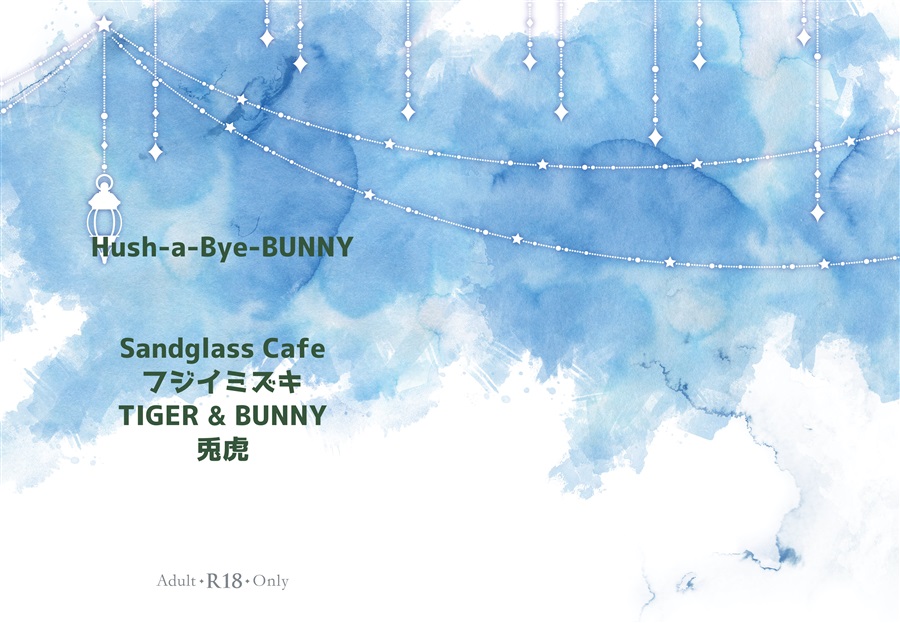 Hush-a-Bye-BUNNY
Sandglass Cafe
フジイミズキ
TIGER & BUNNY
兎虎
Adult・R18・Only